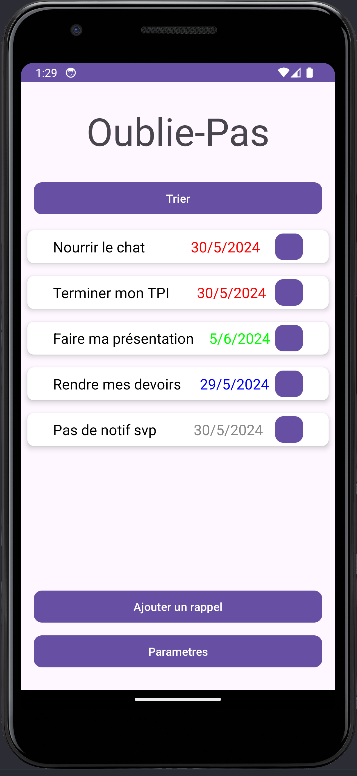 1:29
Oublie-Pas
Trier
Nourrir le chat 30/5/2024
Terminer mon TPI 30/5/2024
Faire ma présentation 5/6/2024
Rendre mes devoirs 29/5/2024
Pas de notif svp 30/5/2024
Ajouter un rappel
Parametres